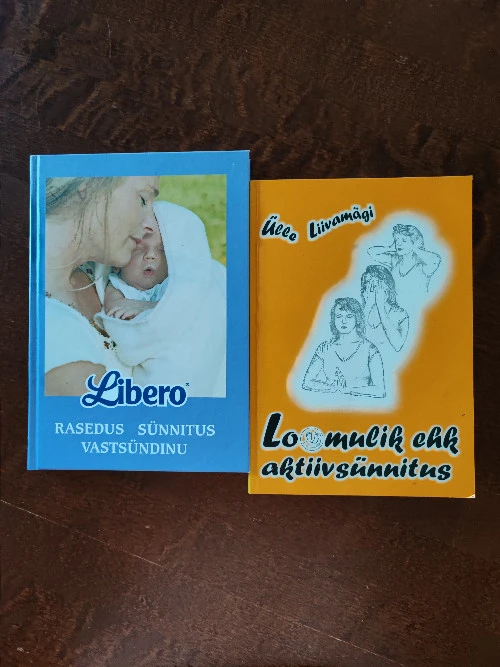 Libero
RASEDUS SÜNNITUS
VASTSÜNDINU
Ülle Liivamägi
Loomulik ehk
aktiivsünnitus